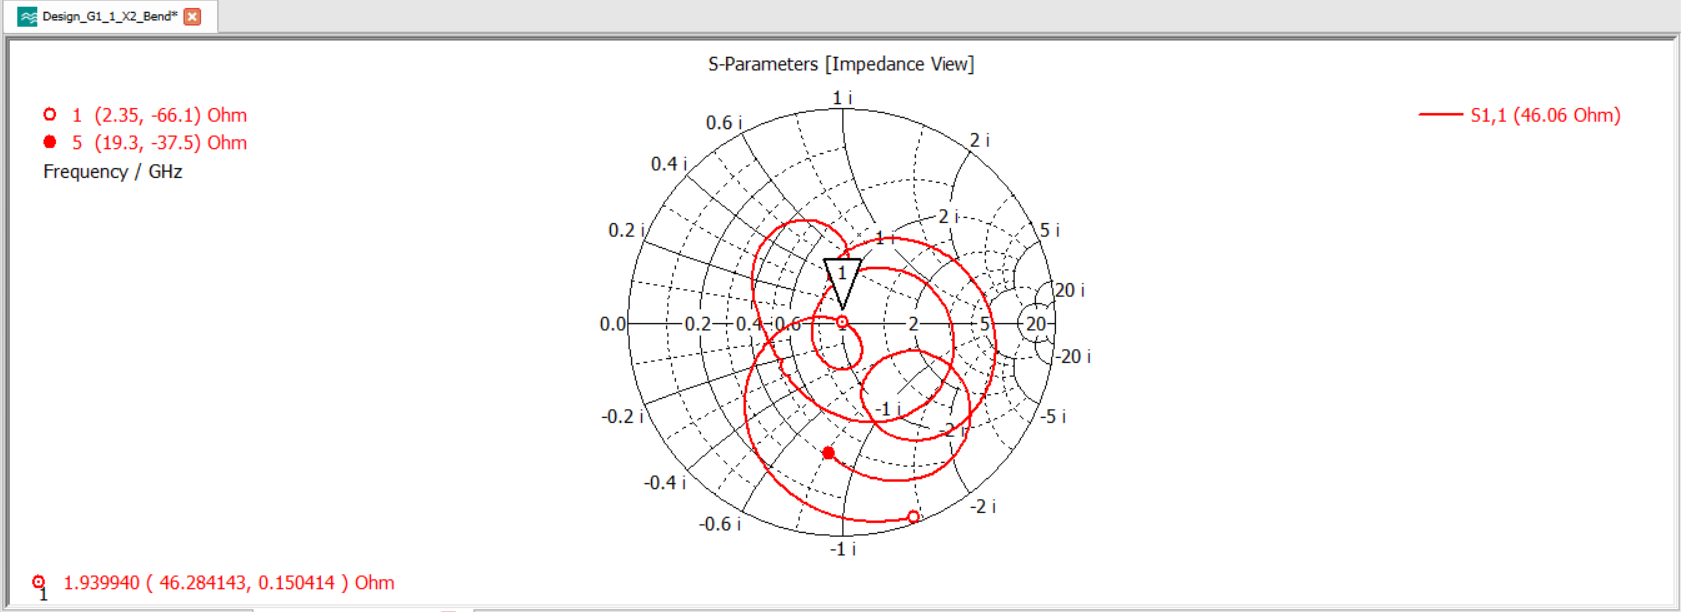 Design_G1_1_X2_Bend*
S-Parameters [Impedance View]
1 (2.35, -66.1) Ohm
5 (19.3, -37.5) Ohm
Frequency / GHz
S1,1 (46.06 Ohm)
1 i
0.6 i
2 i
0.4 i
2 i
0.2 i
1 i
5 i
1
20 i
0.0
0.2
0.4
0.6
1
2
5
20
-20 i
-0.2 i
-1 i
-5 i
-2 i
-0.4 i
-2 i
-0.6 i
-1 i
1.939940 ( 46.284143, 0.150414 ) Ohm
1